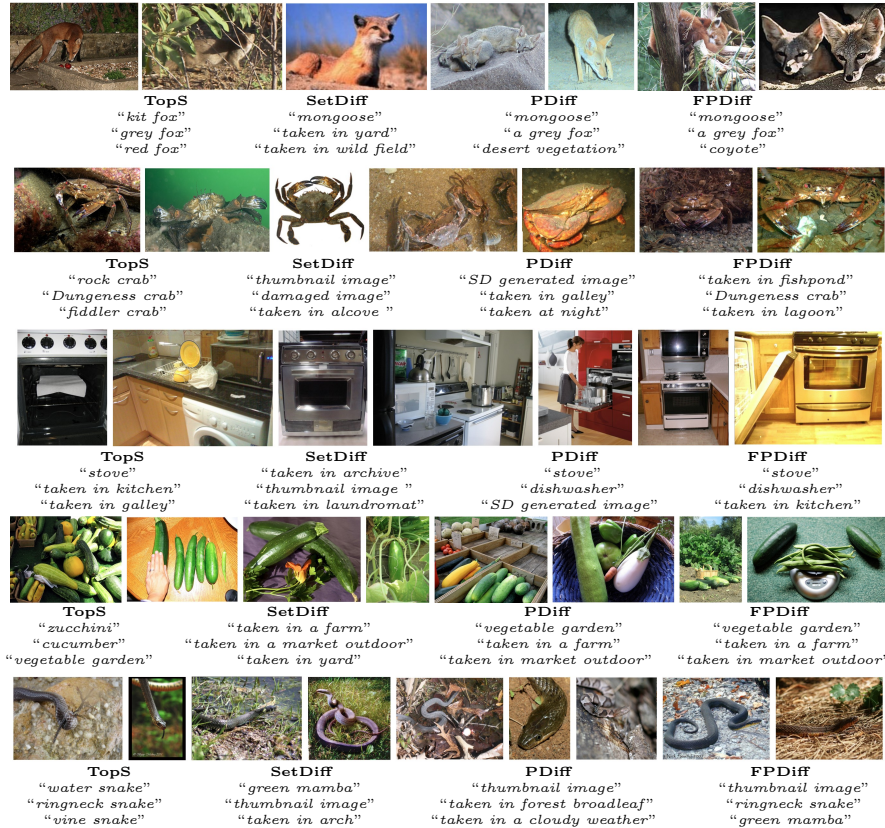 TopS SetDiff PDiff FPDiff
“kit fox” “mongoose” “mongoose” “mongoose”
“grey fox” “taken in yard” “a grey fox” “a grey fox”
“red fox” “taken in wild field” “desert vegetation” “coyote”
TopS SetDiff PDiff FPDiff
“rock crab” “thumbnail image” “SD generated image” “taken in fishpond”
“Dungeness crab” “damaged image” “taken in galley” “Dungeness crab”
“fiddler crab” “taken in alcove ” “taken at night” “taken in lagoon”
TopS SetDiff PDiff FPDiff
“stove” “taken in archive” “stove” “stove”
“taken in kitchen” “thumbnail image ” “dishwasher” “dishwasher”
“taken in galley” “taken in laundromat” “SD generated image” “taken in kitchen”
TopS SetDiff PDiff FPDiff
“zucchini” “taken in a farm” “vegetable garden” “vegetable garden”
“cucumber” “taken in a market outdoor” “taken in a farm” “taken in a farm”
“vegetable garden” “taken in yard” “taken in market outdoor” “taken in market outdoor”
TopS SetDiff PDiff FPDiff
“water snake” “green mamba” “thumbnail image” “thumbnail image”
“ringneck snake” “thumbnail image” “taken in forest broadleaf” “ringneck snake”
“vine snake” “taken in arch” “taken in a cloudy weather” “green mamba”